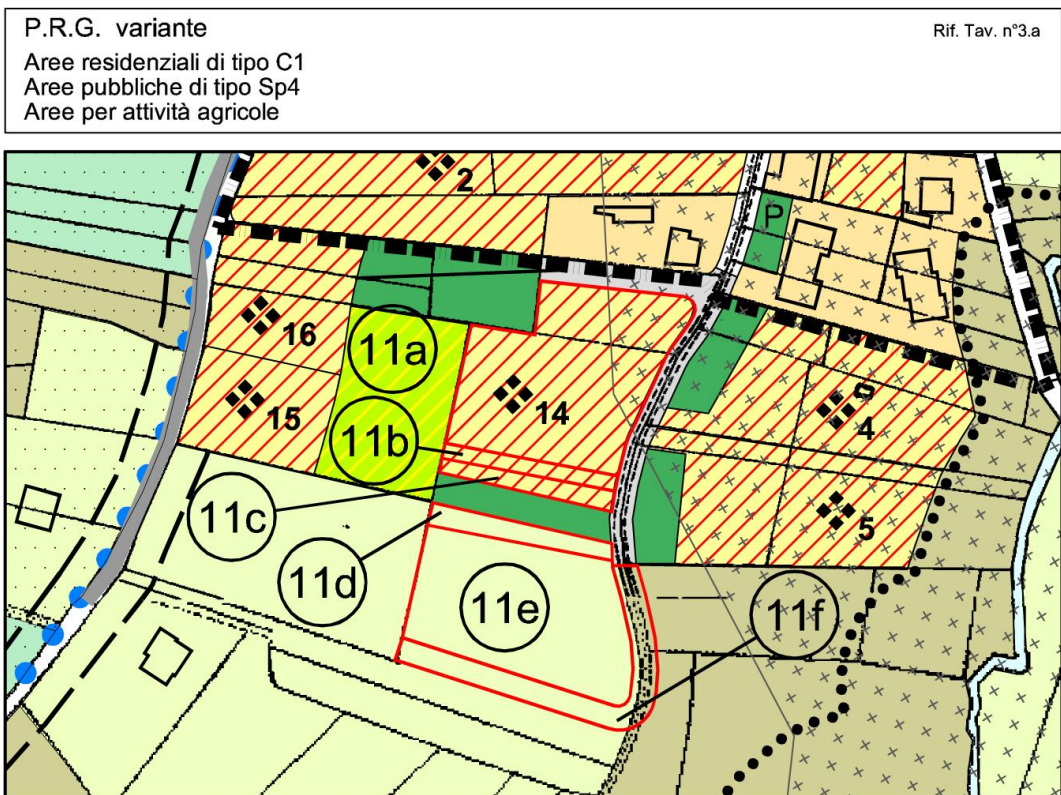 P.R.G. variante
Rif. Tav. n°3.a
Aree residenziali di tipo C1
Aree pubbliche di tipo Sp4
Aree per attività agricole
2
P
16
11a
14
15
4
11b
11c
5
11d
11e
11f